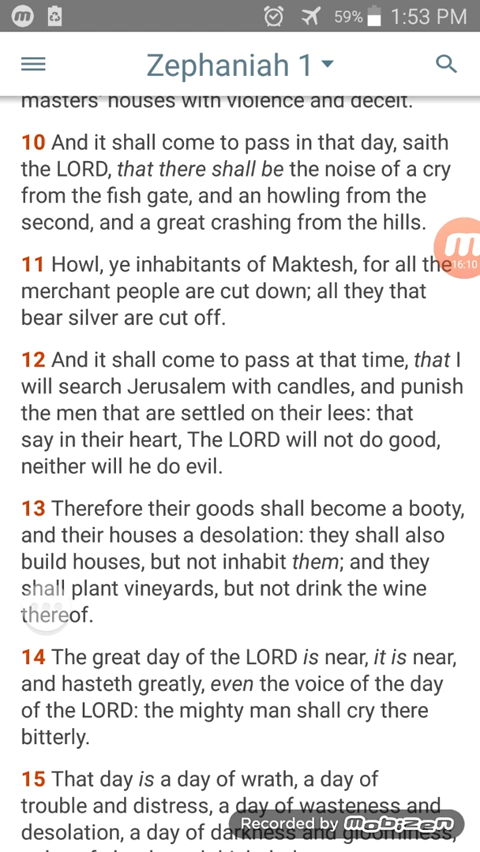 59% 1:53 PM
Zephaniah 1
masters' houses with violence and deceit.
10 And it shall come to pass in that day, saith
the LORD, that there shall be the noise of a cry
from the fish gate, and an howling from the
second, and a great crashing from the hills.
11 Howl, ye inhabitants of Maktesh, for all the
16:10
merchant people are cut down; all they that
bear silver are cut off.
12 And it shall come to pass at that time, that I
will search Jerusalem with candles, and punish
the men that are settled on their lees: that
say in their heart, The LORD will not do good,
neither will he do evil.
13 Therefore their goods shall become a booty,
and their houses a desolation: they shall also
build houses, but not inhabit them; and they
shall plant vineyards, but not drink the wine
thereof.
14 The great day of the LORD is near, it is near,
and hasteth greatly, even the voice of the day
of the LORD: the mighty man shall cry there
bitterly.
15 That day is a day of wrath, a day of
trouble and distress, a day of wasteness and
desolation, a day of darkness and gloominess,
Recorded by mobizen